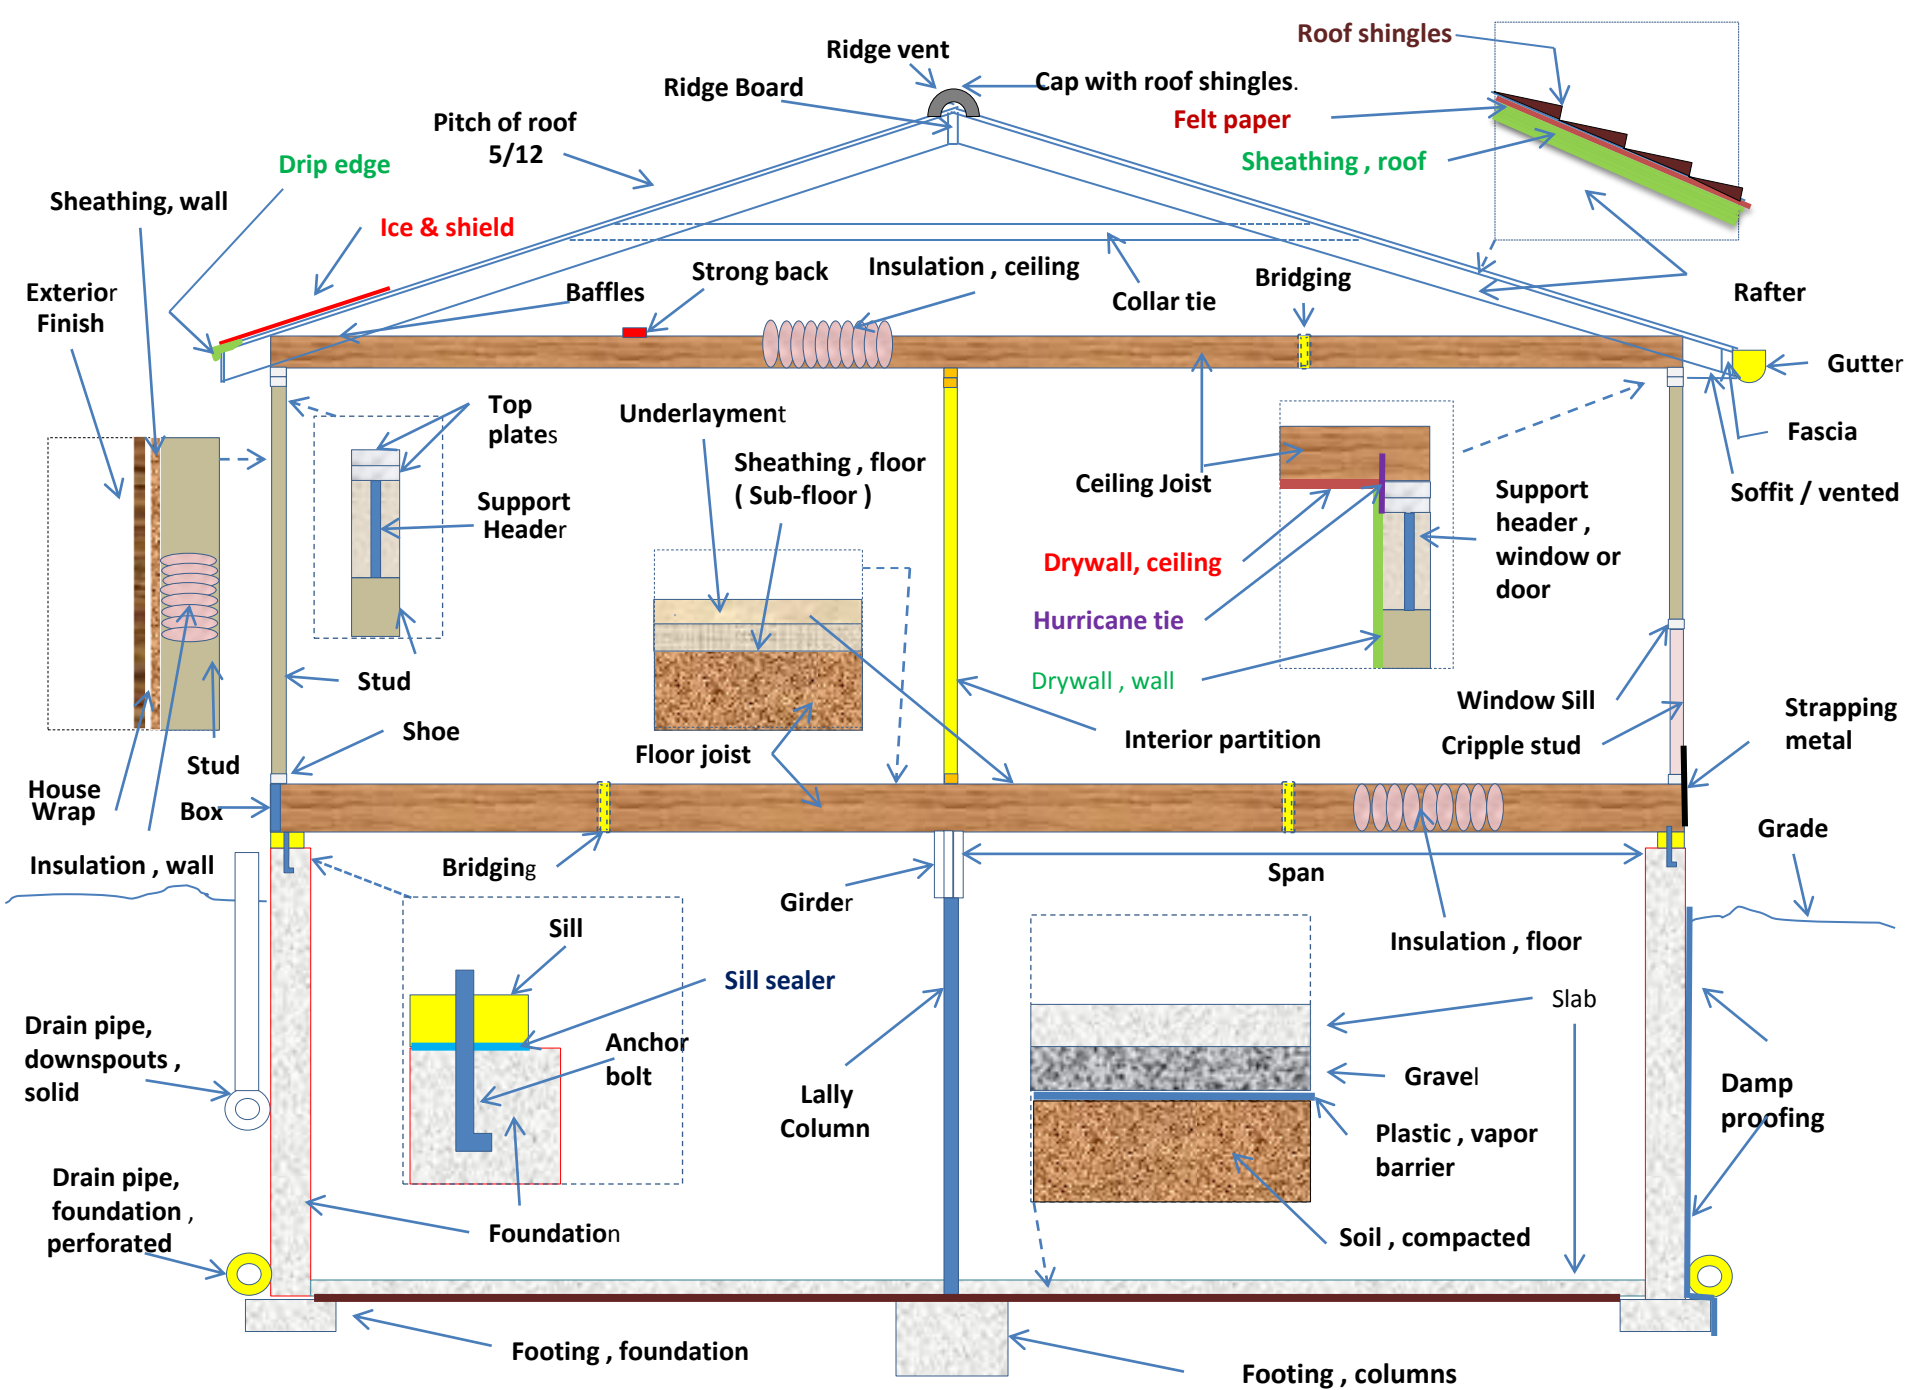 Roof shingles
Ridge vent
Cap with roof shingles.
Ridge Board
Felt paper
Pitch of roof
5/12
Sheathing , roof
Drip edge
Sheathing, wall
Ice & shield
Strong back
Insulation , ceiling
Bridging
Baffles
Collar tie
Rafter
Exterior
Finish
Gutter
Top
plates
Underlayment
Fascia
Sheathing , floor
( Sub-floor )
Ceiling Joist
Soffit / vented
Support
Header
Support
header ,
window or
door
Drywall, ceiling
Hurricane tie
Drywall , wall
Stud
Window Sill
Strapping
metal
Shoe
Floor joist
Interior partition
Cripple stud
Stud
House
Wrap
Box
Grade
Insulation , wall
Bridging
Span
Girder
Sill
Insulation , floor
Sill sealer
Slab
Drain pipe,
downspouts ,
solid
Anchor
bolt
Gravel
Damp
proofing
Lally
Column
Plastic , vapor
barrier
Drain pipe,
foundation ,
perforated
Foundation
Soil , compacted
Footing , foundation
Footing , columns